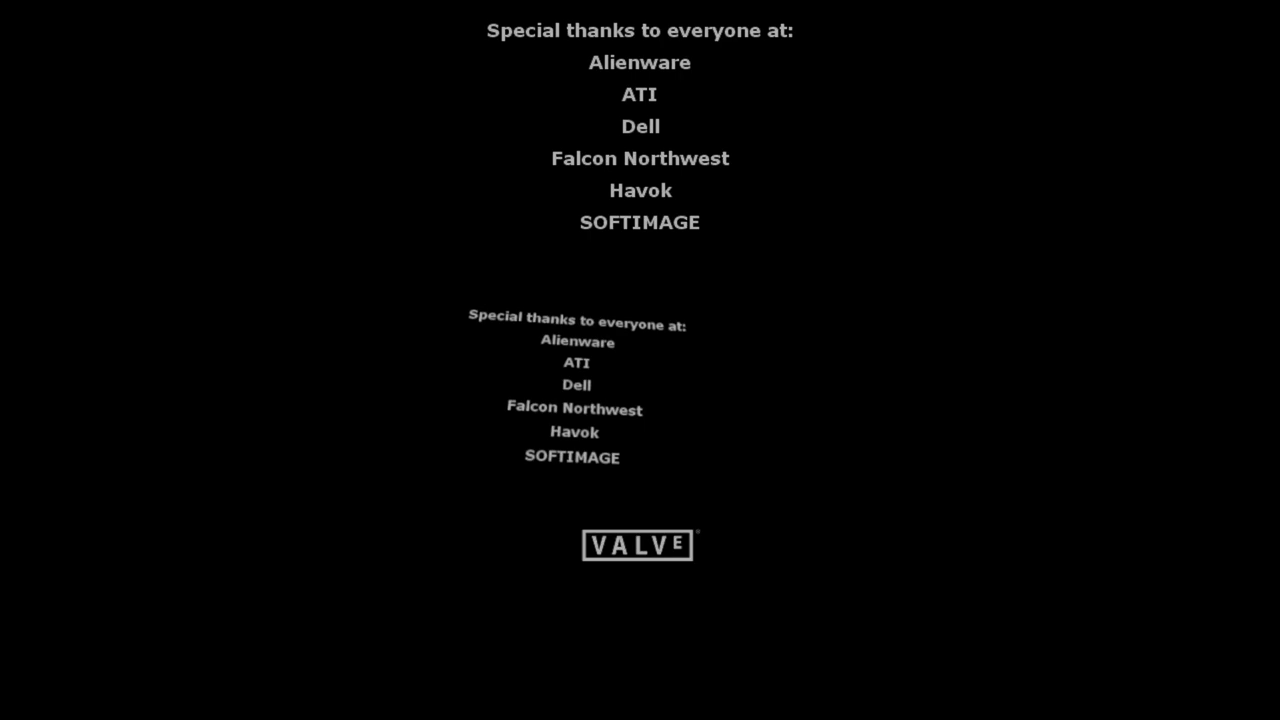 Special thanks to everyone at:
Alienware
ATI
Dell
Falcon Northwest
Havok
SOFTIMAGE
Special thanks to everyone at:
Alienware
ATI
Dell
Falcon Northwest
Havok
SOFTIMAGE
VALVE